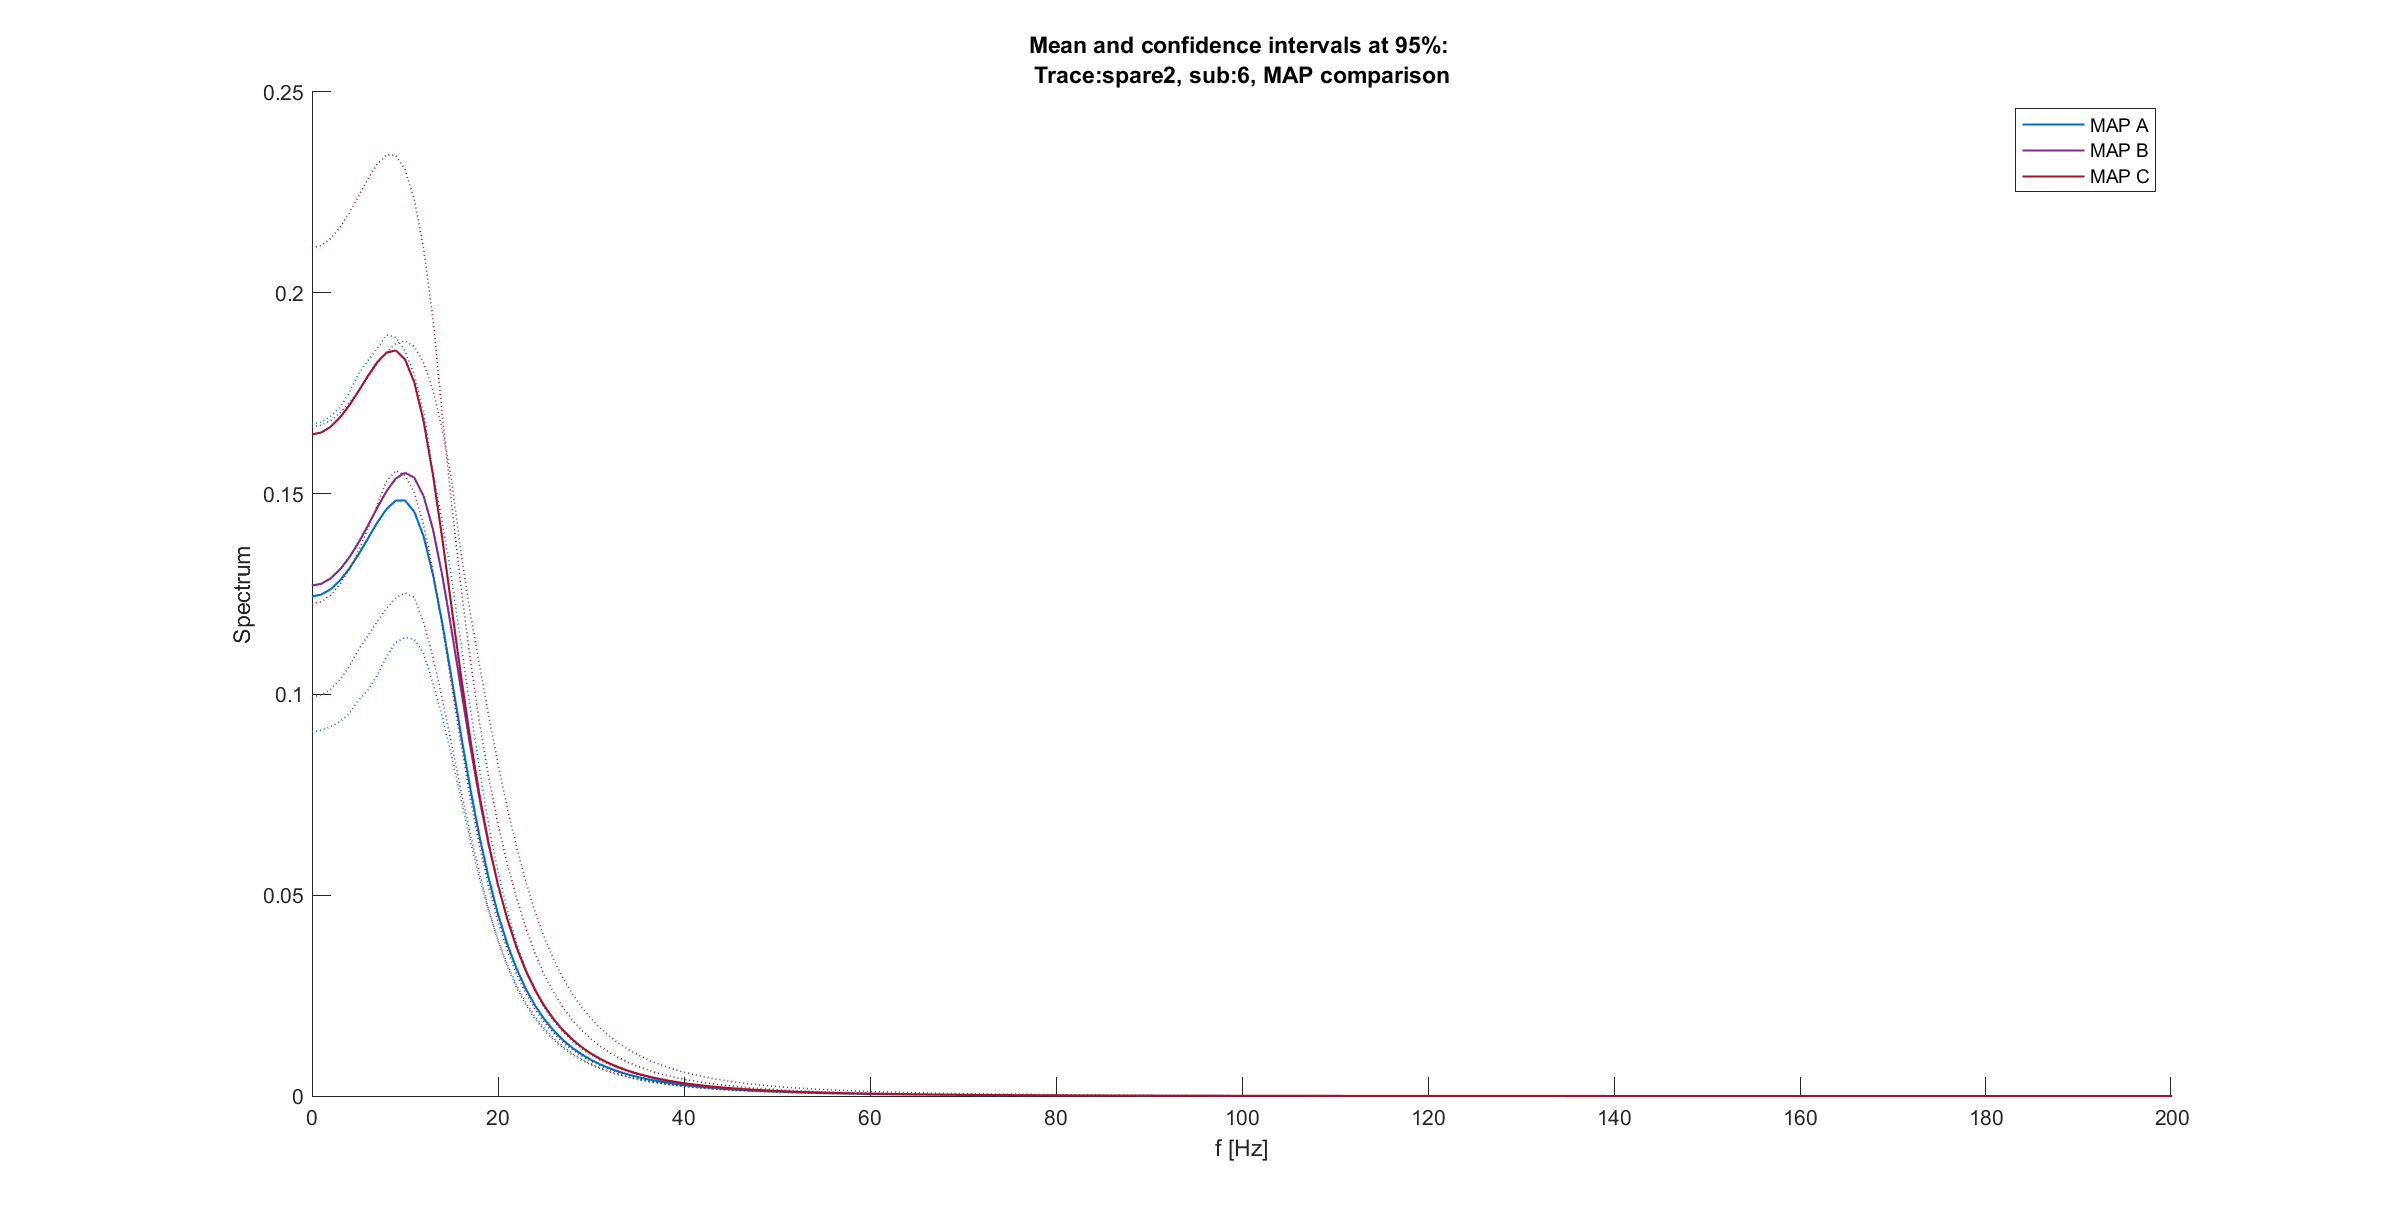 Mean and confidence intervals at 95%:
Trace:spare2, sub:6, MAP comparison
MAP A
MAP B
MAP C
Spectrum
0.25
0.2
0.15
0.1
0.05
0
0 20 40 60 80 100 120 140 160 180 200
f [Hz]